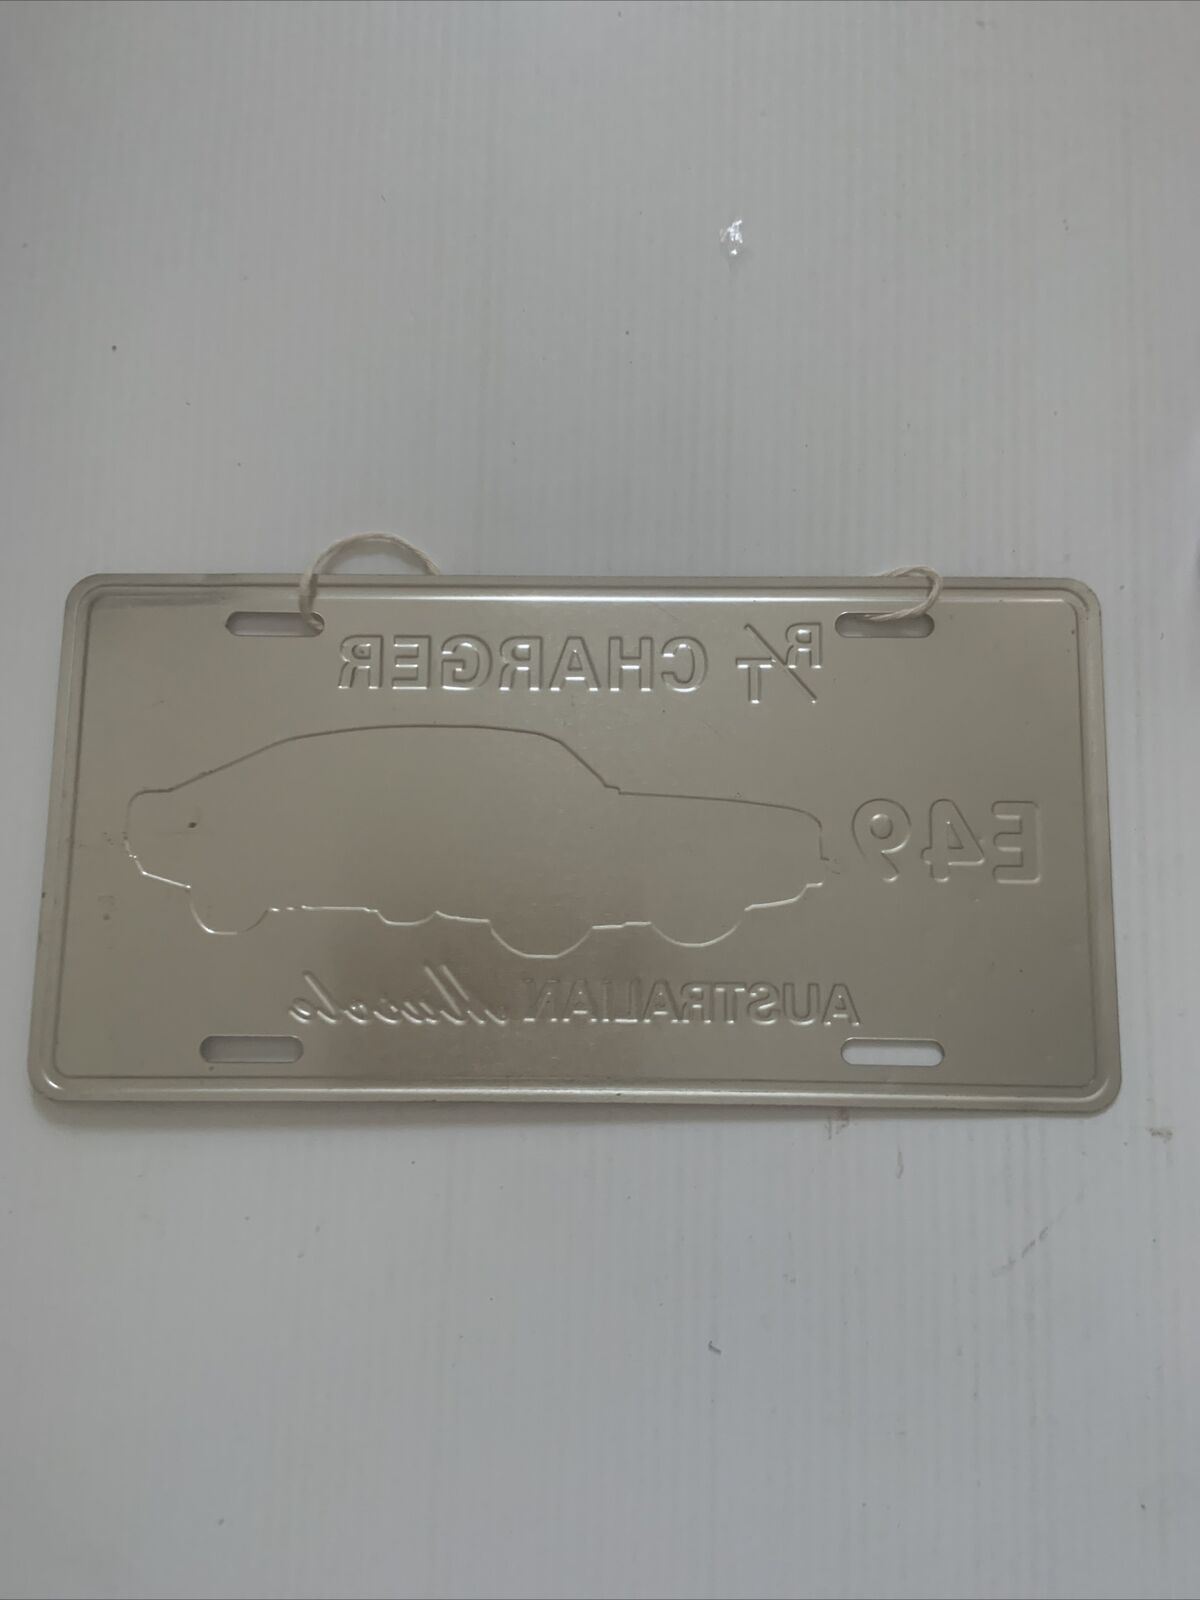 R/T CHARGER
E49
AUSTRALIAN Muscle